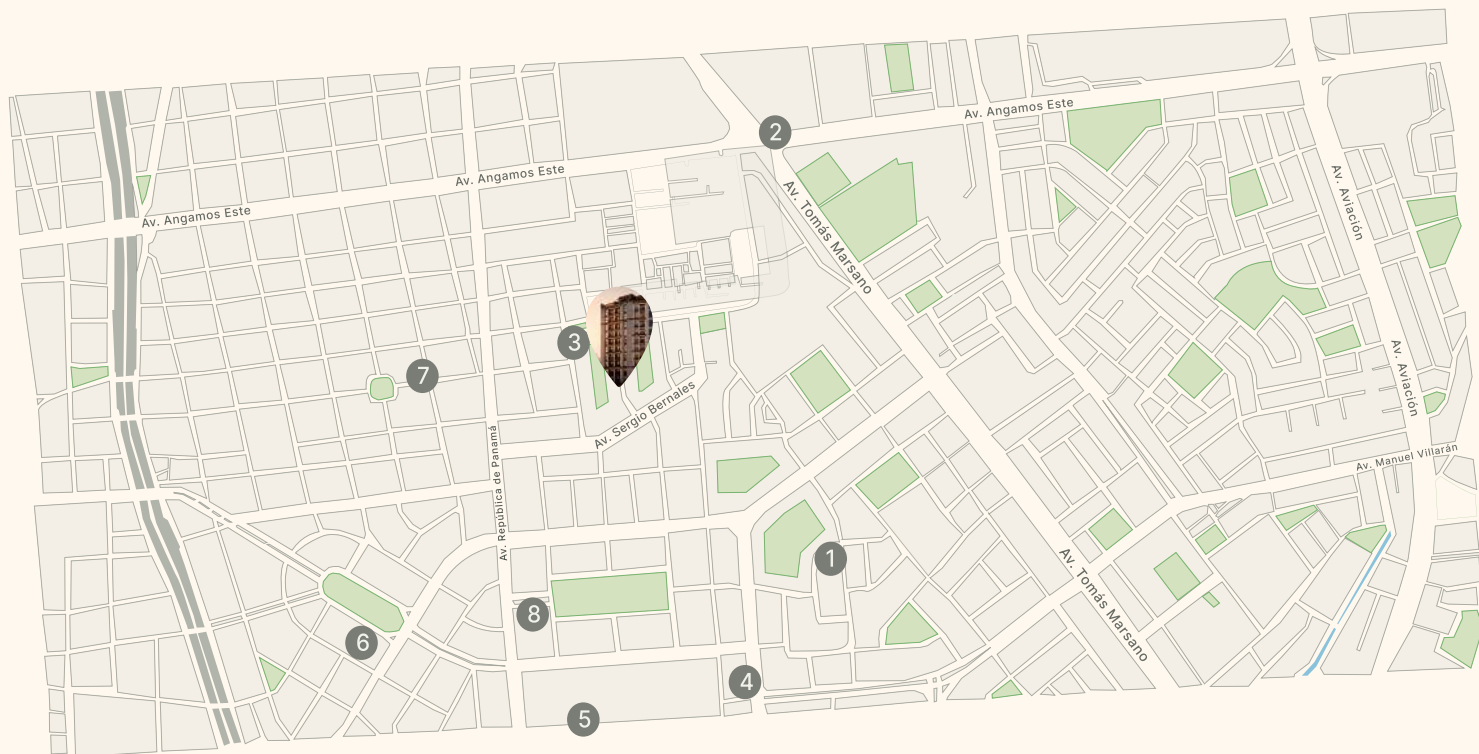 Av. Angamos Este
2
Av. Angamos Este
Av. Angamos Este
Av. Tomás Marsano
Av. Aviación
3
7
Av. Sergio Bernales
Av. Aviación
Av. República de Panamá
Av. Manuel Villarán
1
Av. Tomás Marsano
8
6
4
5